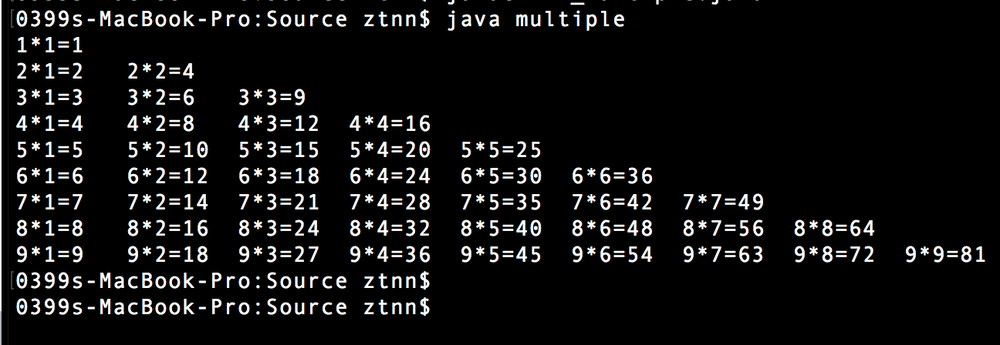 [0399s-MacBook-Pro:Source ztnn$ java multiple
1*1=1
2*1=2   2*2=4
3*1=3   3*2=6   3*3=9
4*1=4   4*2=8   4*3=12  4*4=16
5*1=5   5*2=10  5*3=15  5*4=20  5*5=25
6*1=6   6*2=12  6*3=18  6*4=24  6*5=30  6*6=36
7*1=7   7*2=14  7*3=21  7*4=28  7*5=35  7*6=42  7*7=49
8*1=8   8*2=16  8*3=24  8*4=32  8*5=40  8*6=48  8*7=56  8*8=64
9*1=9   9*2=18  9*3=27  9*4=36  9*5=45  9*6=54  9*7=63  9*8=72  9*9=81
[0399s-MacBook-Pro:Source ztnn$
0399s-MacBook-Pro:Source ztnn$